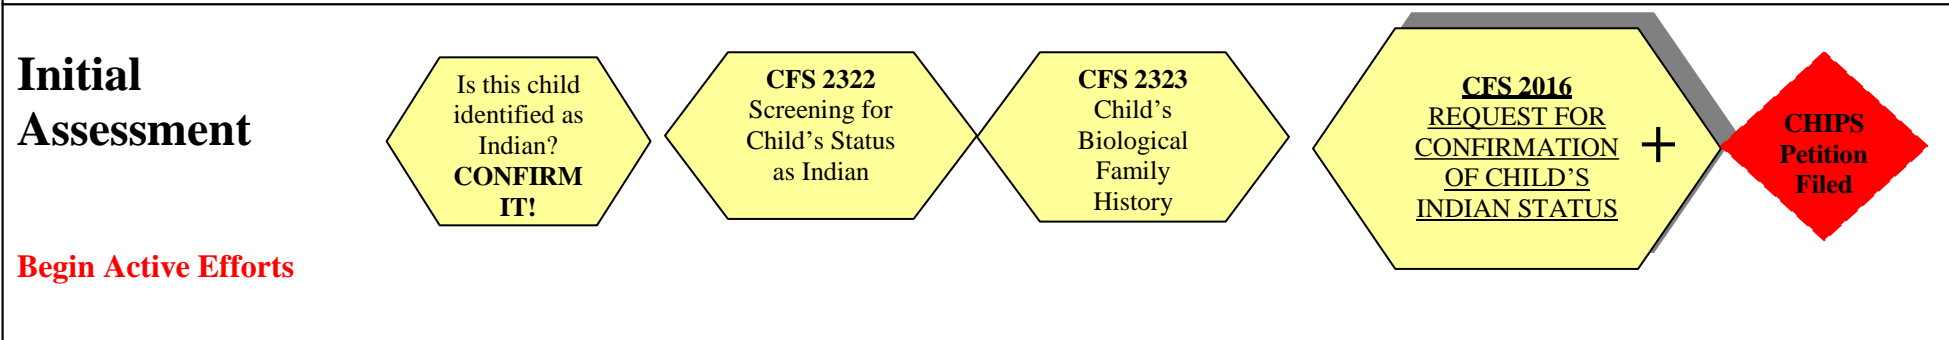 Initial
Assessment
Begin Active Efforts
Is this child
identified as
Indian?
CONFIRM
IT!
CFS 2322
Screening for
Child's Status
as Indian
CFS 2323
Child's
Biological
Family
History
CFS 2016
REQUEST FOR
CONFIRMATION
OF CHILD'S
INDIAN STATUS
+
CHIPS
Petition
Filed